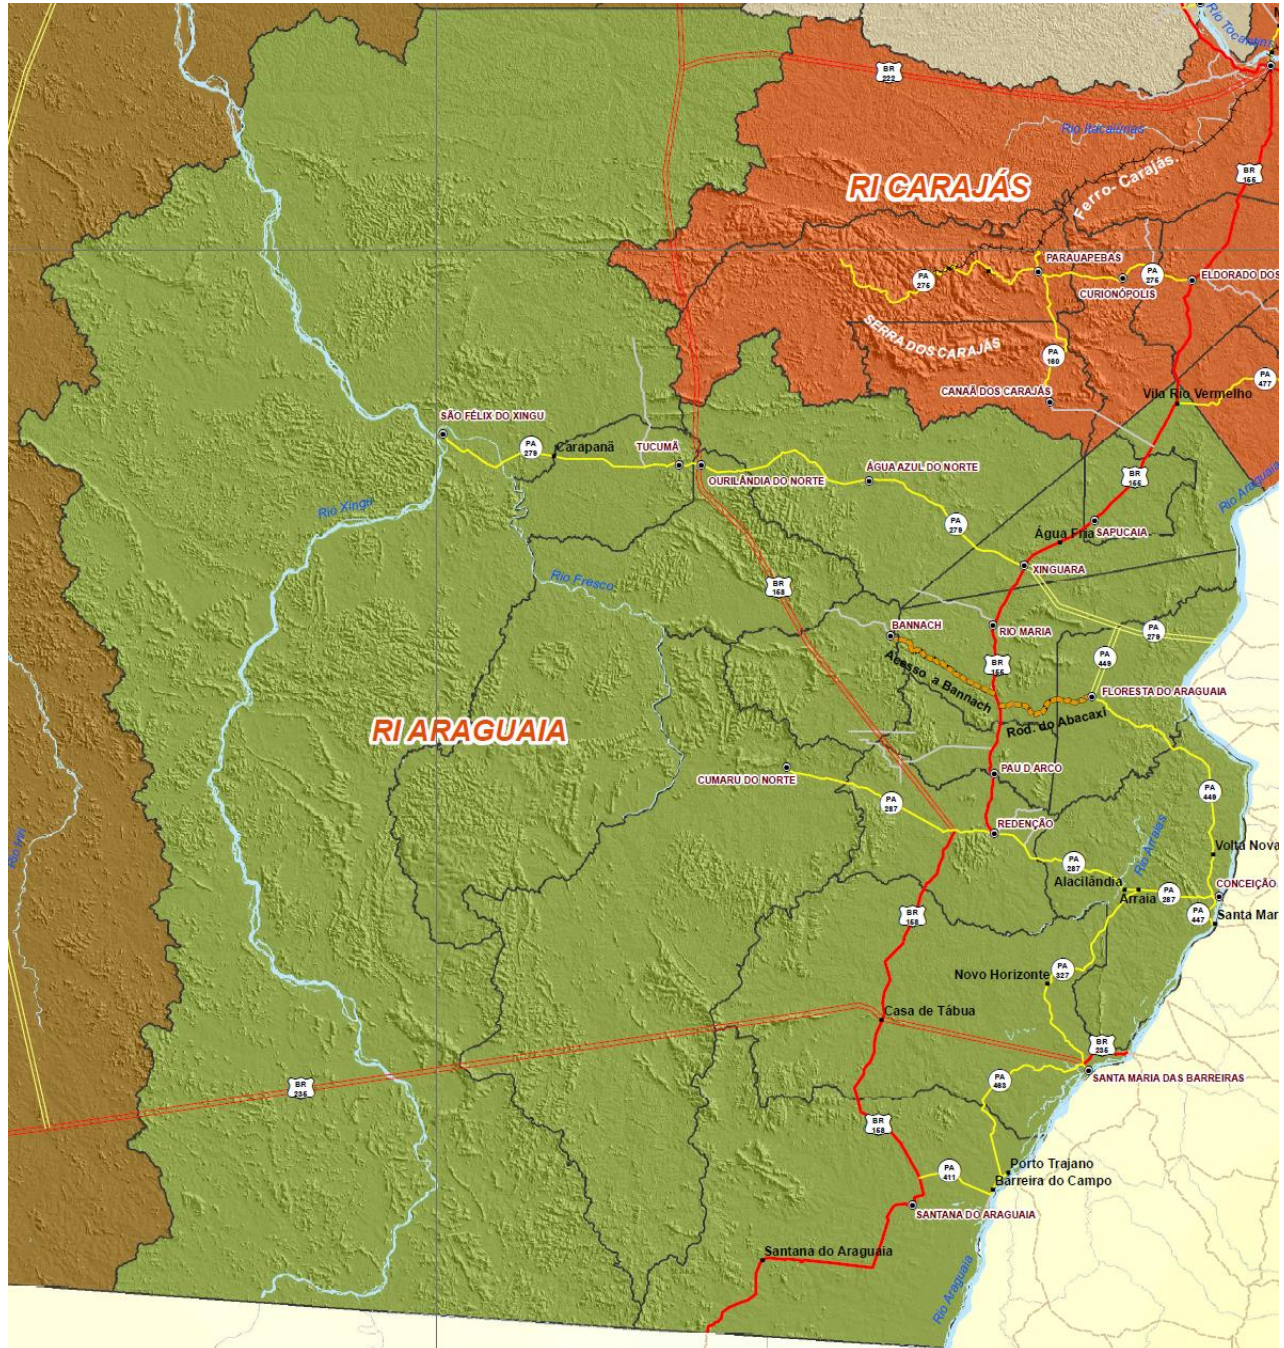 Rio Tocantins
BR
222
Rio Itacaiunas
RI CARAJÁS
Ferro- Carajás.
BR
155
PARAUAPEBAS
PA
275
PA
275
ELDORADO DOS
CURIONÓPOLIS
SERRA DOS CARAJÁS
PA
160
PA
477
CANAÃ DOS CARAJÁS
Vila Rio Vermelho
SÃO FÉLIX DO XINGU
PA
279
Carapanã
TUCUMÃ
OURILÂNDIA DO NORTE
ÁGUA AZUL DO NORTE
BR
155
Rio Araguaia
Rio Xingu
PA
279
Água Fria
SAPUCAIA
XINGUARA
Rio Fresco
BR
158
BANNACH
RIO MARIA
PA
279
PA
449
Acesso a Bannach
BR
155
FLORESTA DO ARAGUAIA
Rod. do Abacaxi
RI ARAGUAIA
CUMARU DO NORTE
PAU D ARCO
PA
287
PA
449
REDENÇÃO
Rio Iriri
Rio Arraias
Volta Nova
PA
287
Alacilândia
Arraia
PA
287
CONCEIÇÃO
BR
158
PA
447
Santa Mar
Novo Horizonte
PA
327
Casa de Tábua
BR
235
BR
235
SANTA MARIA DAS BARREIRAS
PA
463
BR
158
PA
411
Porto Trajano
Barreira do Campo
SANTANA DO ARAGUAIA
Santana do Araguaia
Rio Araguaia